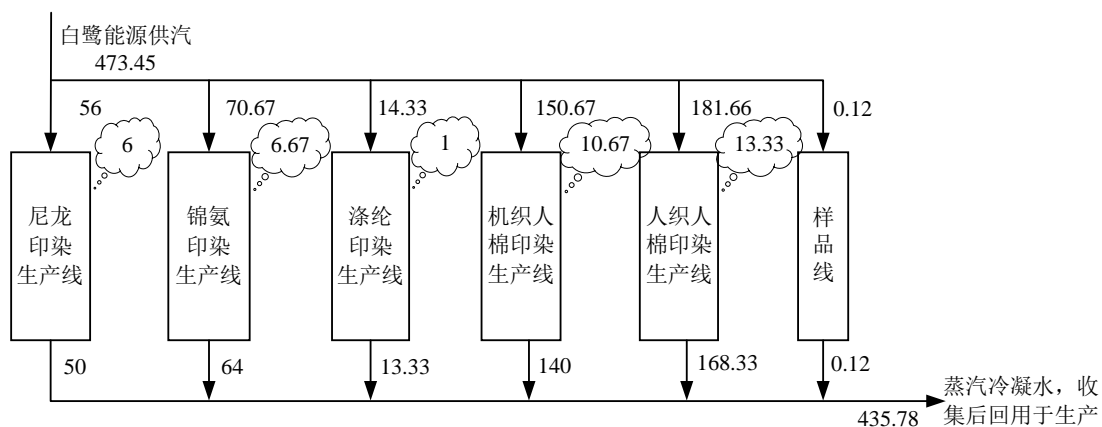 白鹭能源供汽
473.45
56
70.67
14.33
150.67
181.66
0.12
6
6.67
1
10.67
13.33
尼龙
印染
生产线
锦氨
印染
生产线
涤纶
印染
生产线
机织人
棉印染
生产线
人织人
棉印染
生产线
样
品
线
50
64
13.33
140
168.33
0.12
蒸汽冷凝水，收
集后回用于生产
435.78